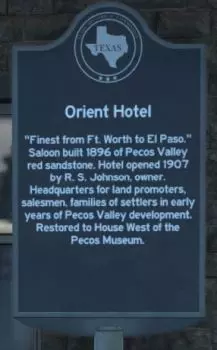 TEXAS
Orient Hotel
"Finest from Ft. Worth to El Paso."
Saloon built 1896 of Pecos Valley
red sandstone. Hotel opened 1907
by R. S. Johnson, owner.
Headquarters for land promoters,
salesmen, families of settlers in early
years of Pecos Valley development.
Restored to House West of the
Pecos Museum.